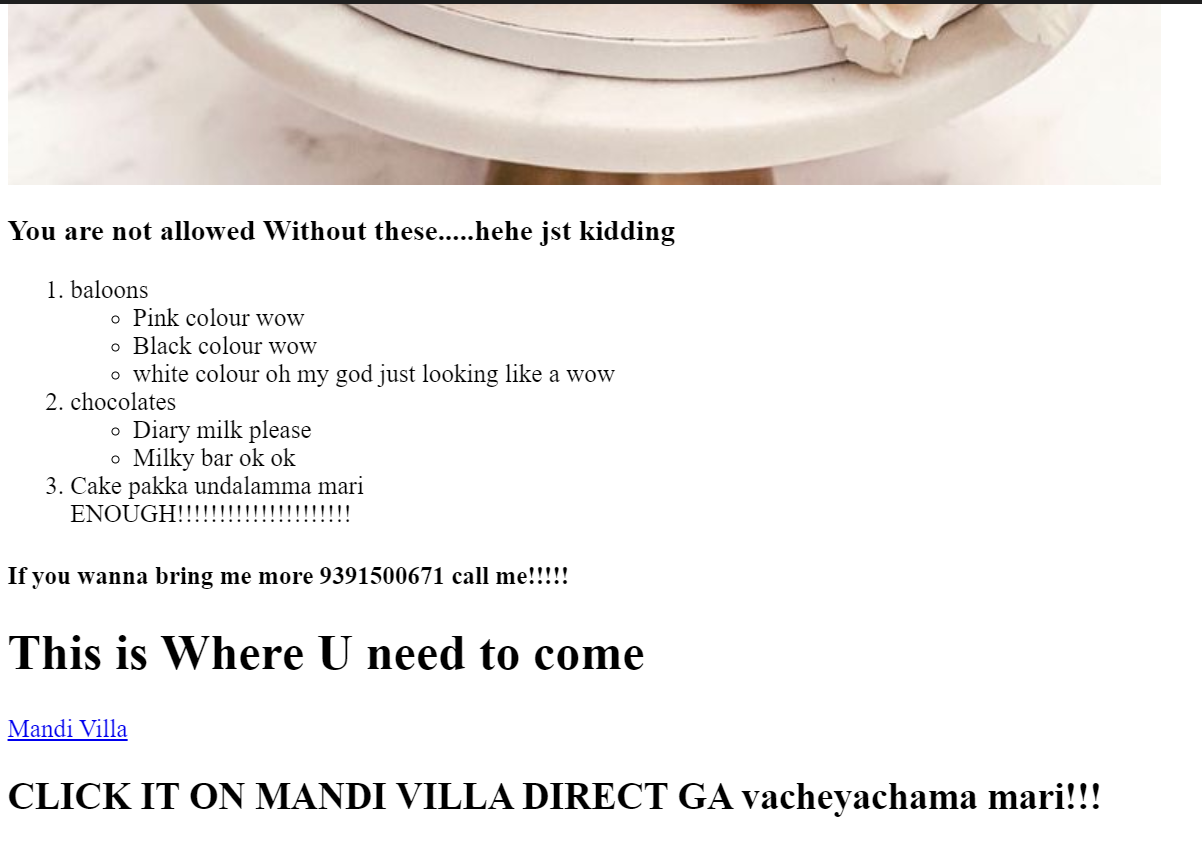 You are not allowed Without these.....hehe jst kidding
1. baloons
○ Pink colour wow
○ Black colour wow
○ white colour oh my god just looking like a wow
2. chocolates
○ Diary milk please
○ Milky bar ok ok
3. Cake pakka undalamma mari
ENOUGH!!!!!!!!!!!!!!!!!!!!!
If you wanna bring me more 9391500671 call me!!!!!
This is Where U need to come
Mandi Villa
CLICK IT ON MANDI VILLA DIRECT GA vacheyachama mari!!!